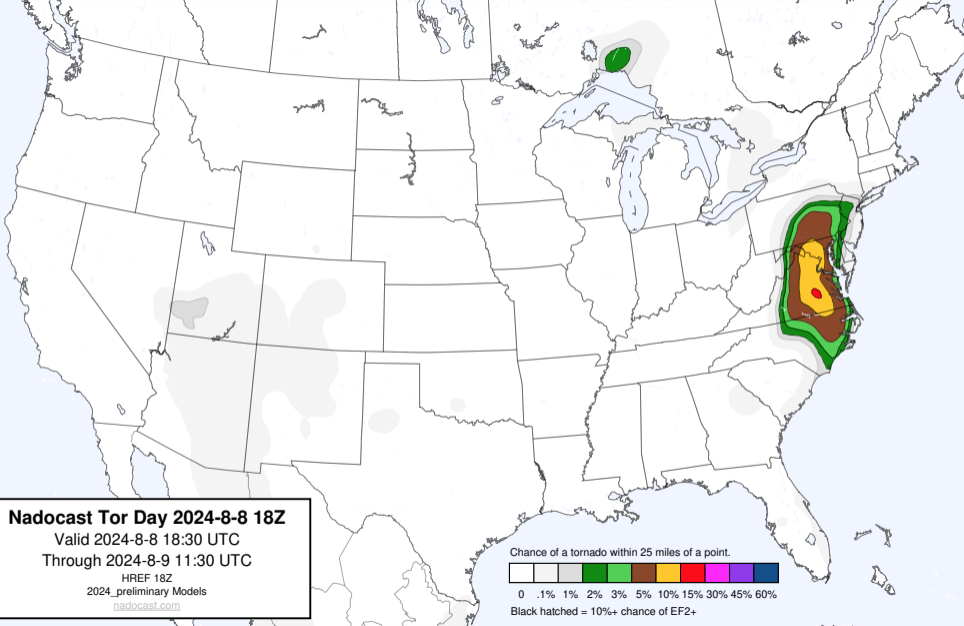 Nadocast Tor Day 2024-8-8 18Z
Valid 2024-8-8 18:30 UTC
Through 2024-8-9 11:30 UTC
HREF 18Z
2024_preliminary Models
nadocast.com
Chance of a tornado within 25 miles of a point.
0 .1% 1% 2% 3% 5% 10% 15% 30% 45% 60%
Black hatched = 10%+ chance of EF2+